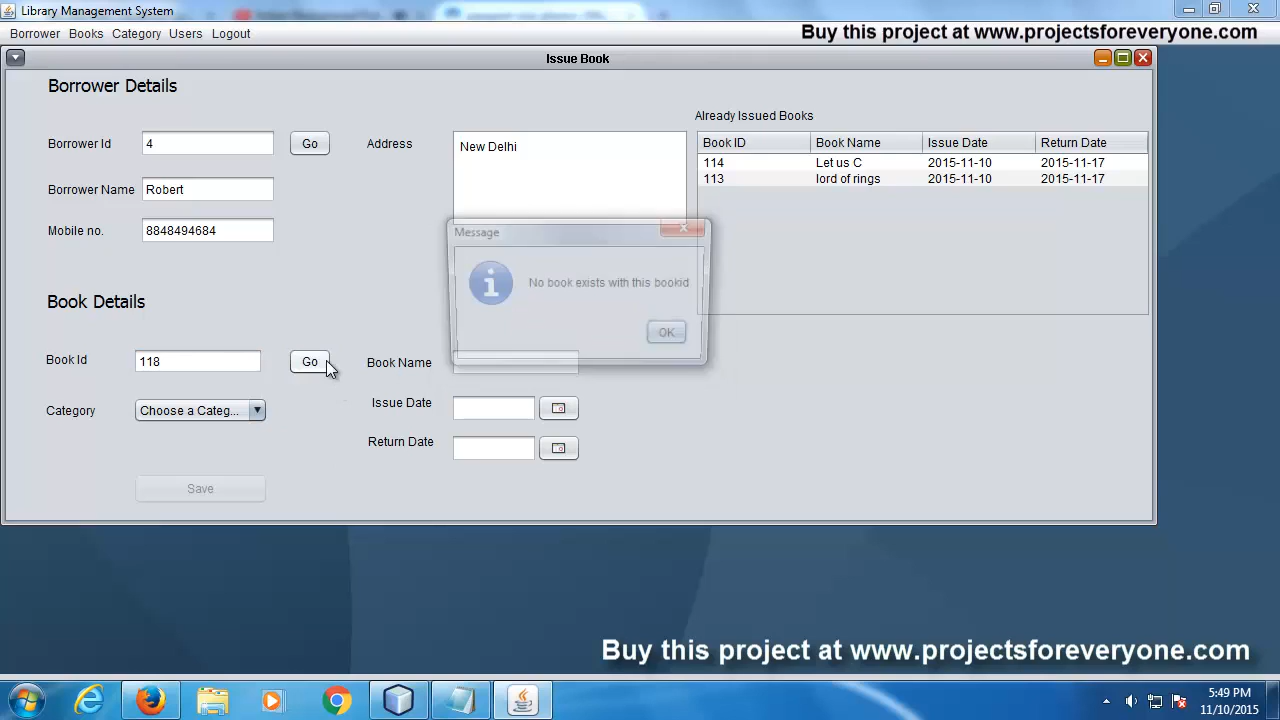 Library Management System
Borrower Books Category Users Logout
Buy this project at www.projectsforeveryone.com
Issue Book
Borrower Details
Already Issued Books
Borrower Id 4 Go Address New Delhi
Book ID Book Name Issue Date Return Date
114 Let us C 2015-11-10 2015-11-17
113 lord of rings 2015-11-10 2015-11-17
Borrower Name Robert
Mobile no. 8848494684
Message
No book exists with this bookid
OK
Book Details
Book Id 118 Go Book Name
Category Choose a Categ... Issue Date
Return Date
Save
Buy this project at www.projectsforeveryone.com
5:49 PM
11/10/2015